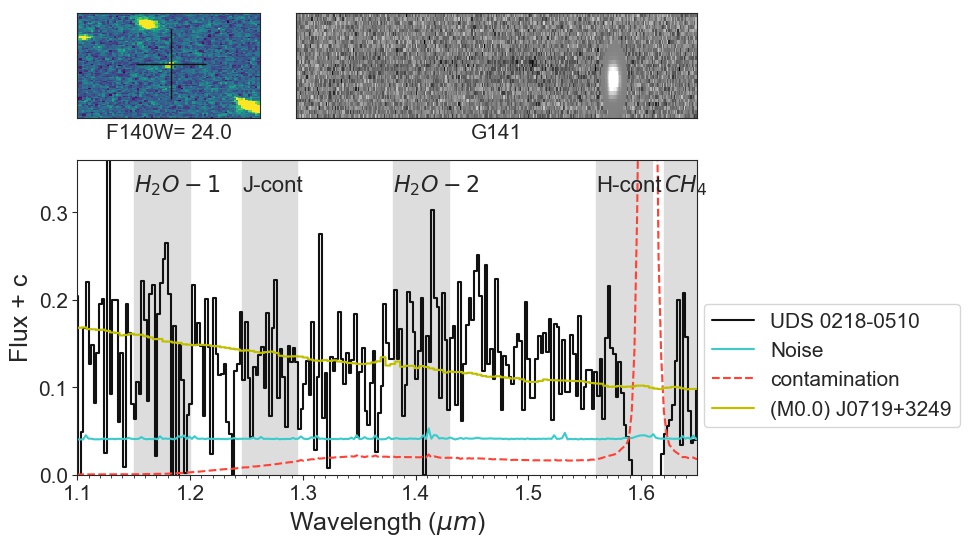 F140W= 24.0
G141
H₂O − 1
J-cont
H₂O − 2
H-cont
CH₄
Flux + c
0.3
0.2
0.1
0.0
1.1
1.2
1.3
1.4
1.5
1.6
Wavelength (μm)
UDS 0218-0510
Noise
contamination
(M0.0) J0719+3249